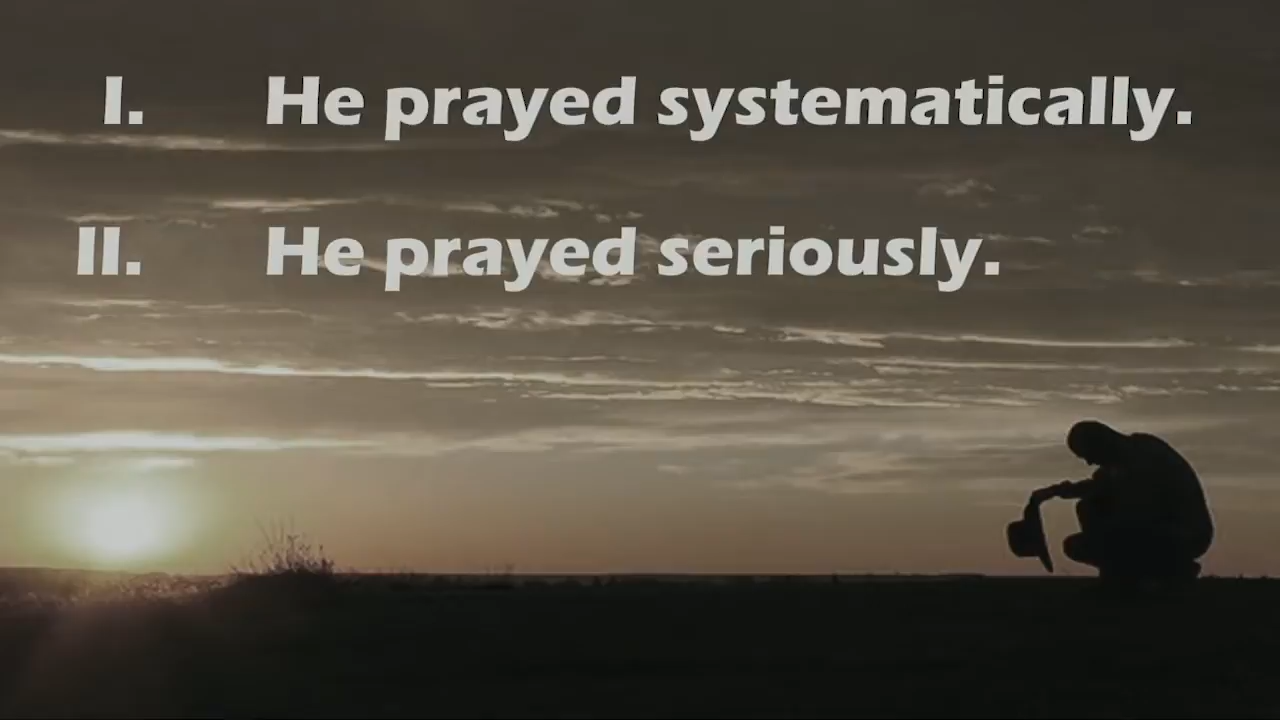 I. He prayed systematically.
II. He prayed seriously.